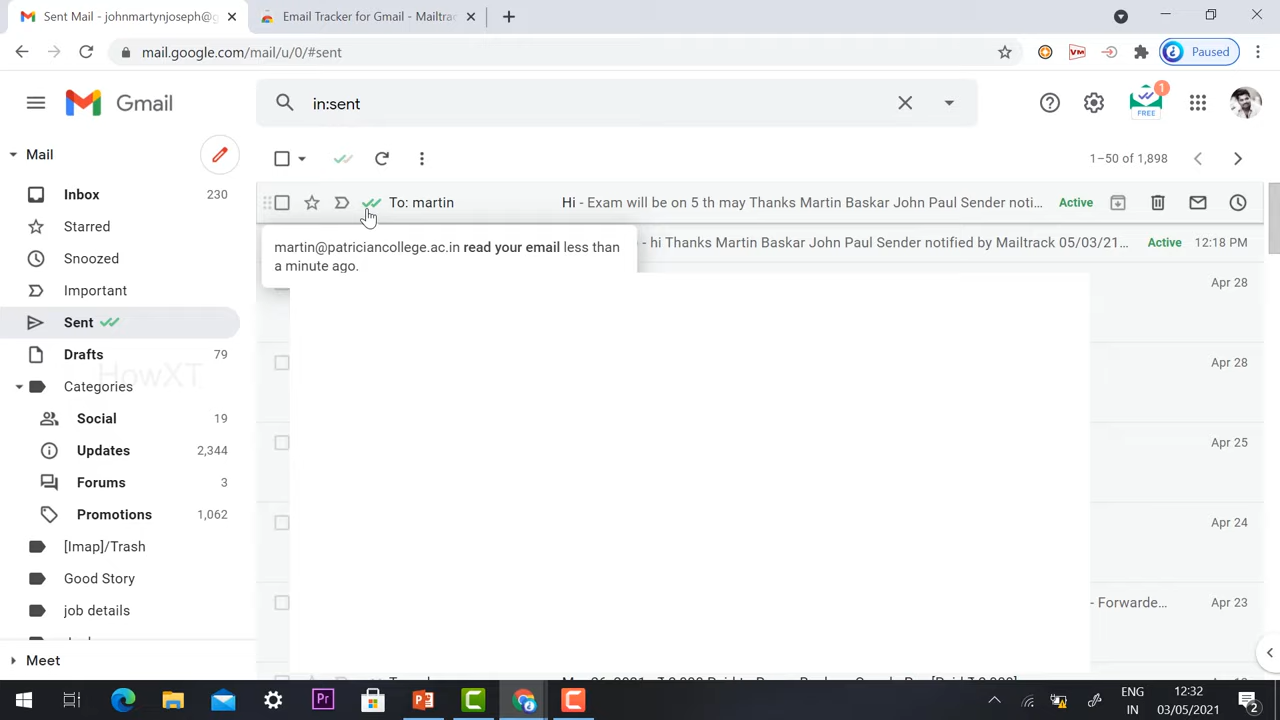 Sent Mail - johnmartynjoseph@g
Email Tracker for Gmail - Mailtrac
mail.google.com/mail/u/0/#sent
VM
Paused
Gmail
in:sent
FREE
1
Mail
1–50 of 1,898
Inbox 230
To: martin Hi - Exam will be on 5 th may Thanks Martin Baskar John Paul Sender noti... Active
Starred
martin@patriciancollege.ac.in read your email less than
a minute ago.
- hi Thanks Martin Baskar John Paul Sender notified by Mailtrack 05/03/21... Active 12:18 PM
Snoozed
Important
Apr 28
Sent
Drafts 79
Apr 28
HowXT
Categories
Social 19
Apr 25
Updates 2,344
Forums 3
Promotions 1,062
Apr 24
[Imap]/Trash
Good Story
job details
- Forwarde... Apr 23
Meet
ENG
IN
12:32
03/05/2021
2